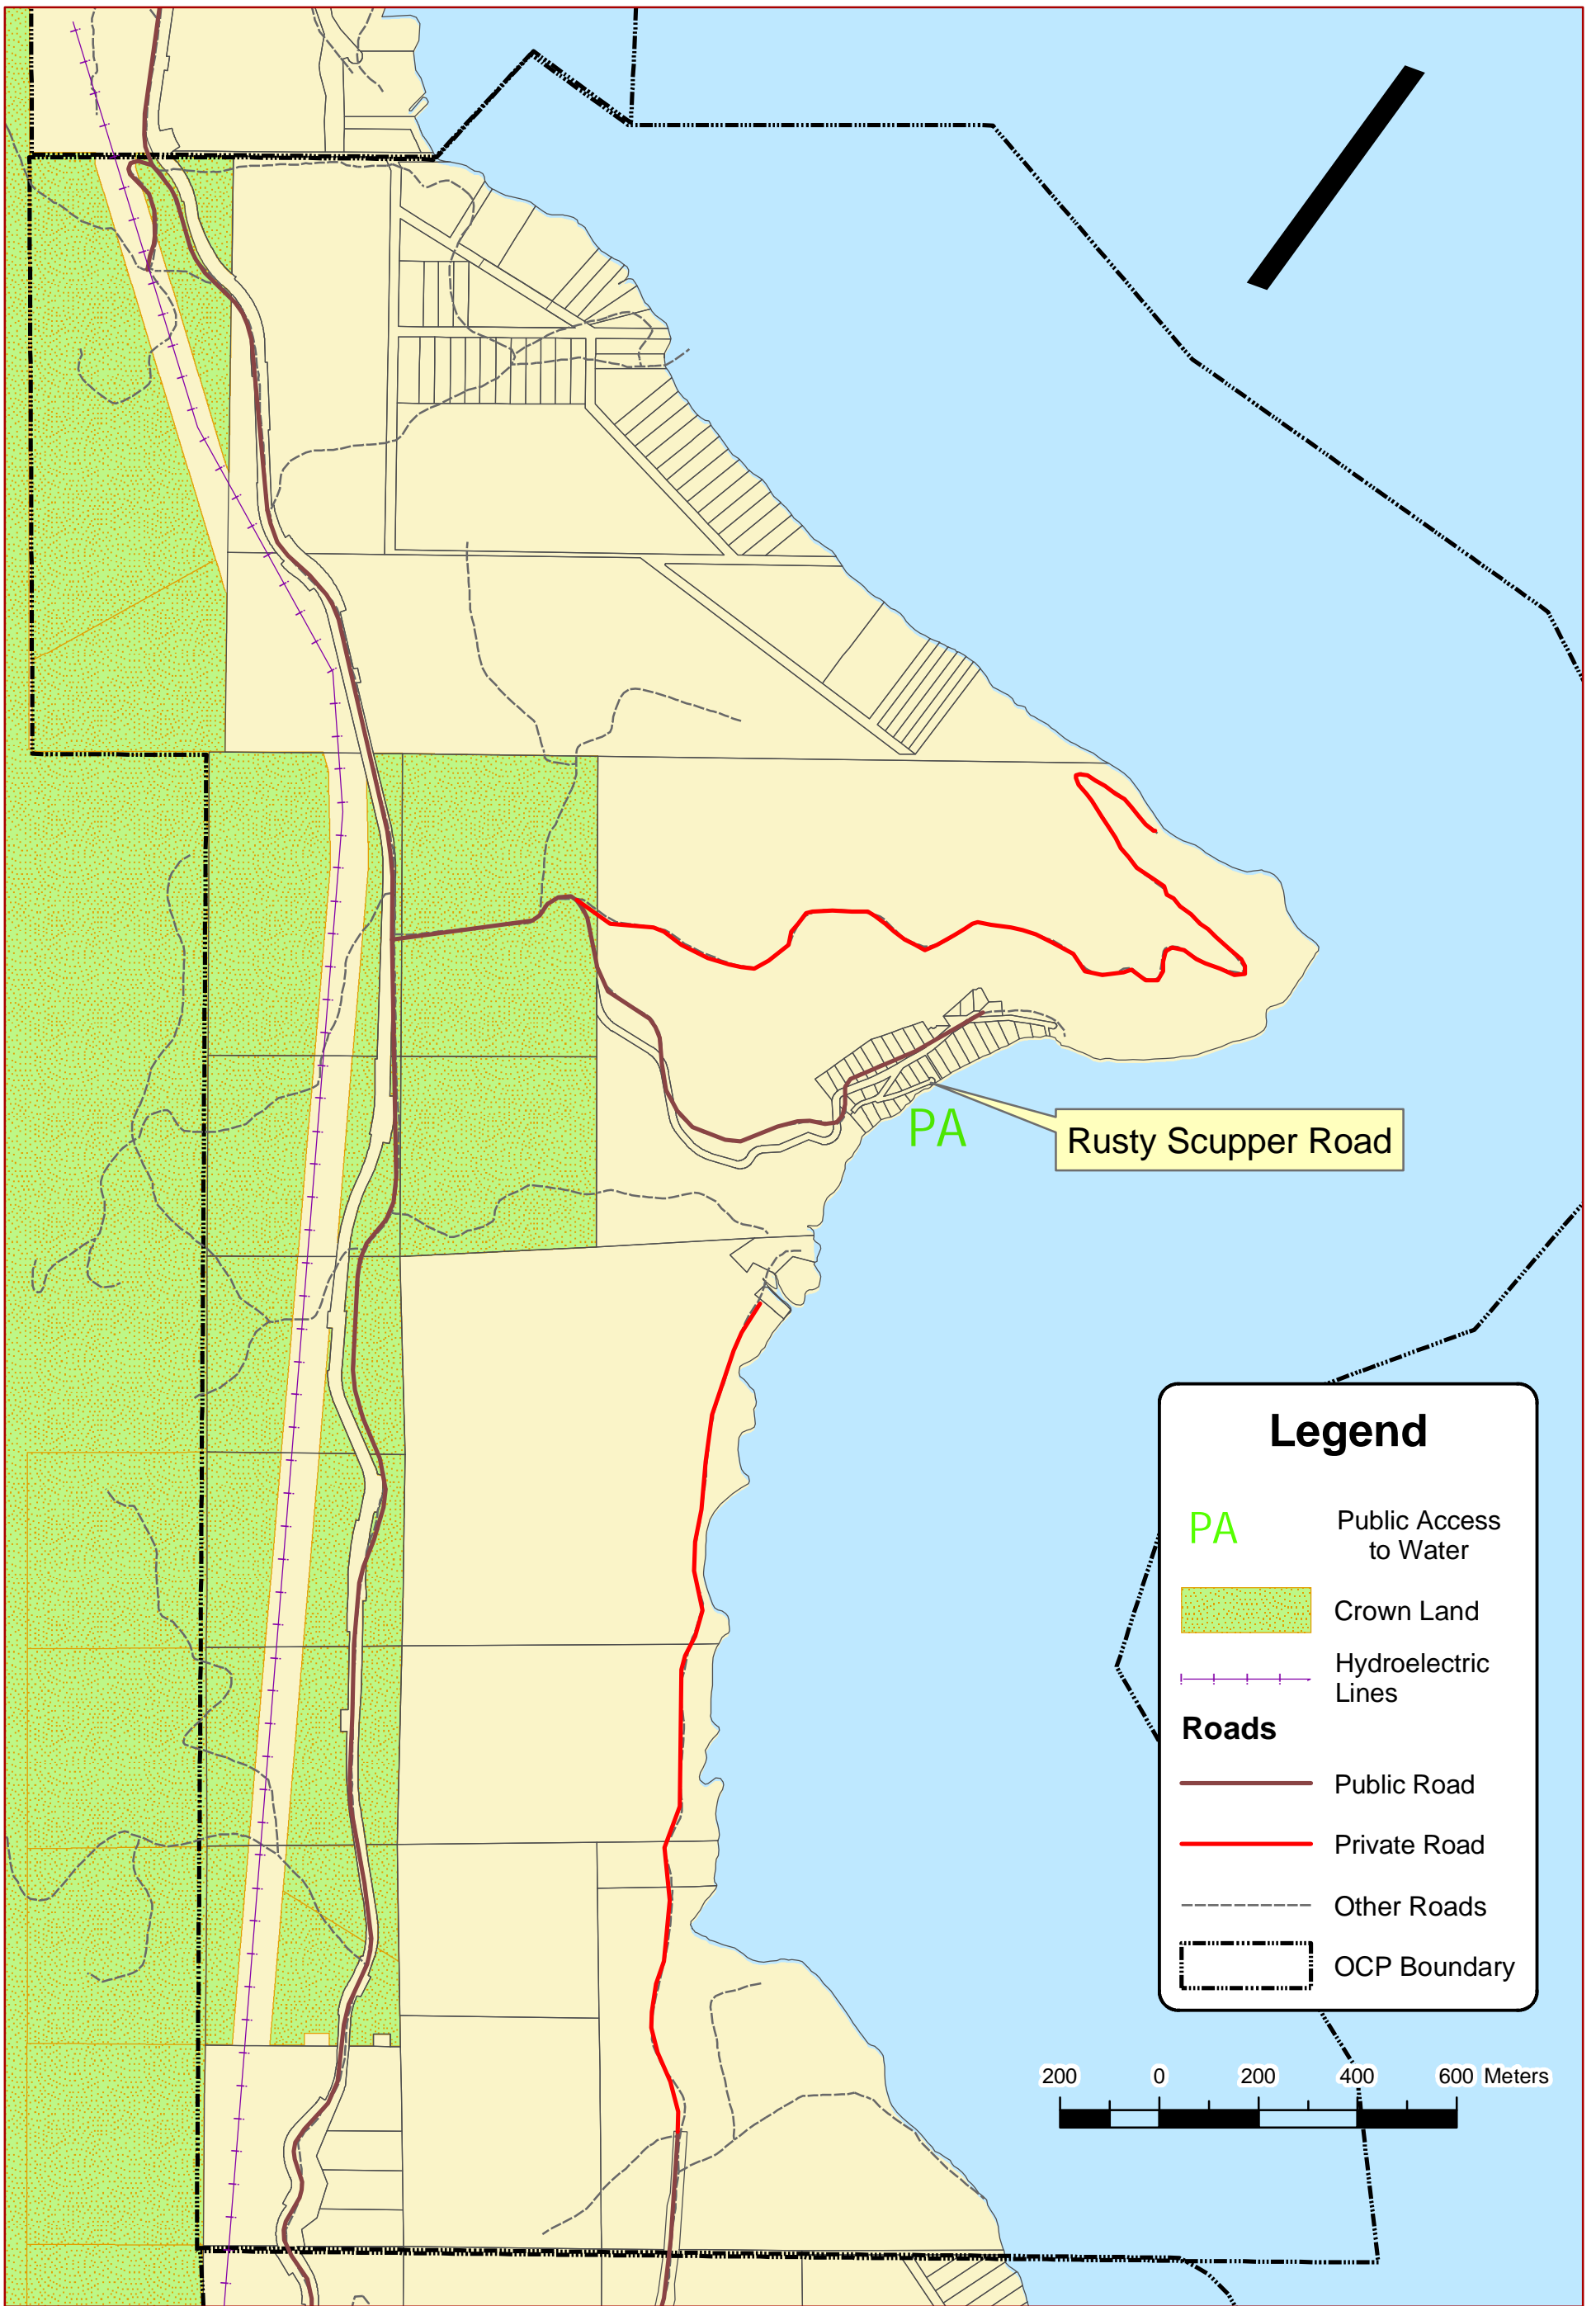 PA
Rusty Scupper Road
Legend
PA
Public Access
to Water
Crown Land
Hydroelectric
Lines
Roads
Public Road
Private Road
Other Roads
OCP Boundary
200 0 200 400 600 Meters